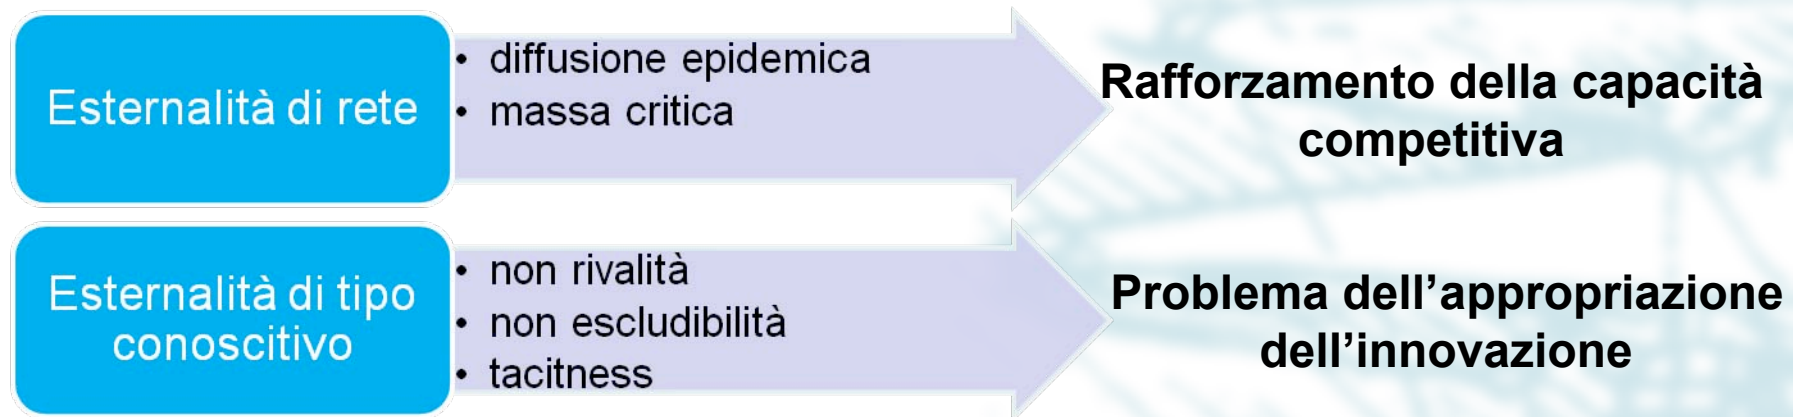 Esternalità di rete
• diffusione epidemica
• massa critica
Rafforzamento della capacità
competitiva
Esternalità di tipo
conoscitivo
• non rivalità
• non escludibilità
• tacitness
Problema dell’appropriazione
dell’innovazione